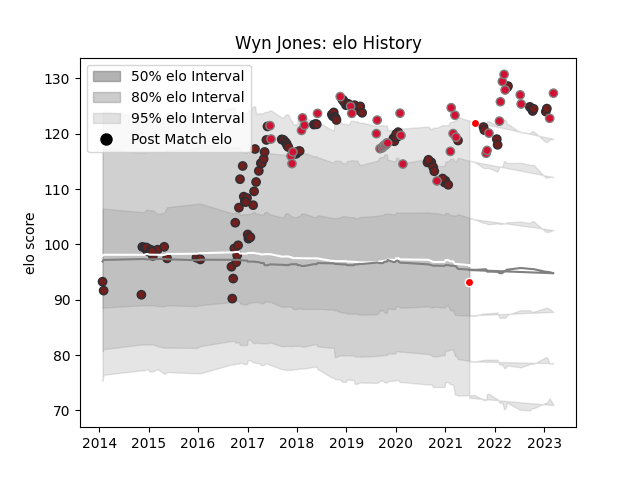 Wyn Jones: elo History
50% elo Interval
80% elo Interval
95% elo Interval
Post Match elo
elo score
130
120
110
100
90
80
70
2014 2015 2016 2017 2018 2019 2020 2021 2022 2023